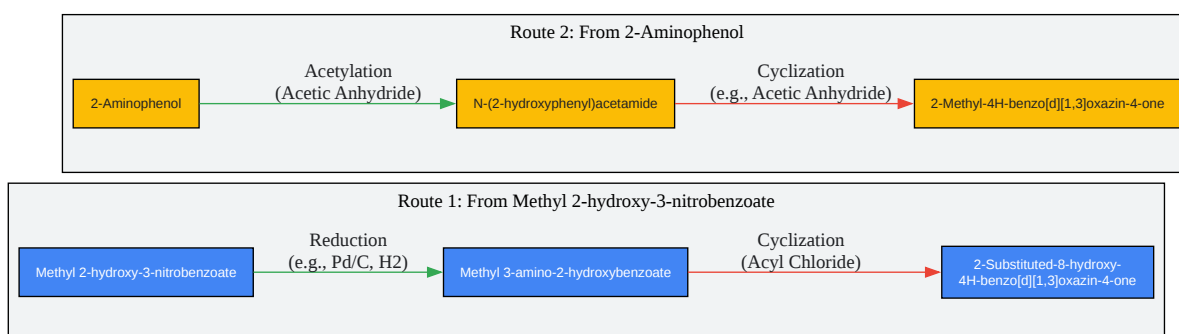 Route 2: From 2-Aminophenol
2-Aminophenol
Acetylation
(Acetic Anhydride)
N-(2-hydroxyphenyl)acetamide
Cyclization
(e.g., Acetic Anhydride)
2-Methyl-4H-benzo[d][1,3]oxazin-4-one
Route 1: From Methyl 2-hydroxy-3-nitrobenzoate
Methyl 2-hydroxy-3-nitrobenzoate
Reduction
(e.g., Pd/C, H2)
Methyl 3-amino-2-hydroxybenzoate
Cyclization
(Acyl Chloride)
2-Substituted-8-hydroxy-
4H-benzo[d][1,3]oxazin-4-one